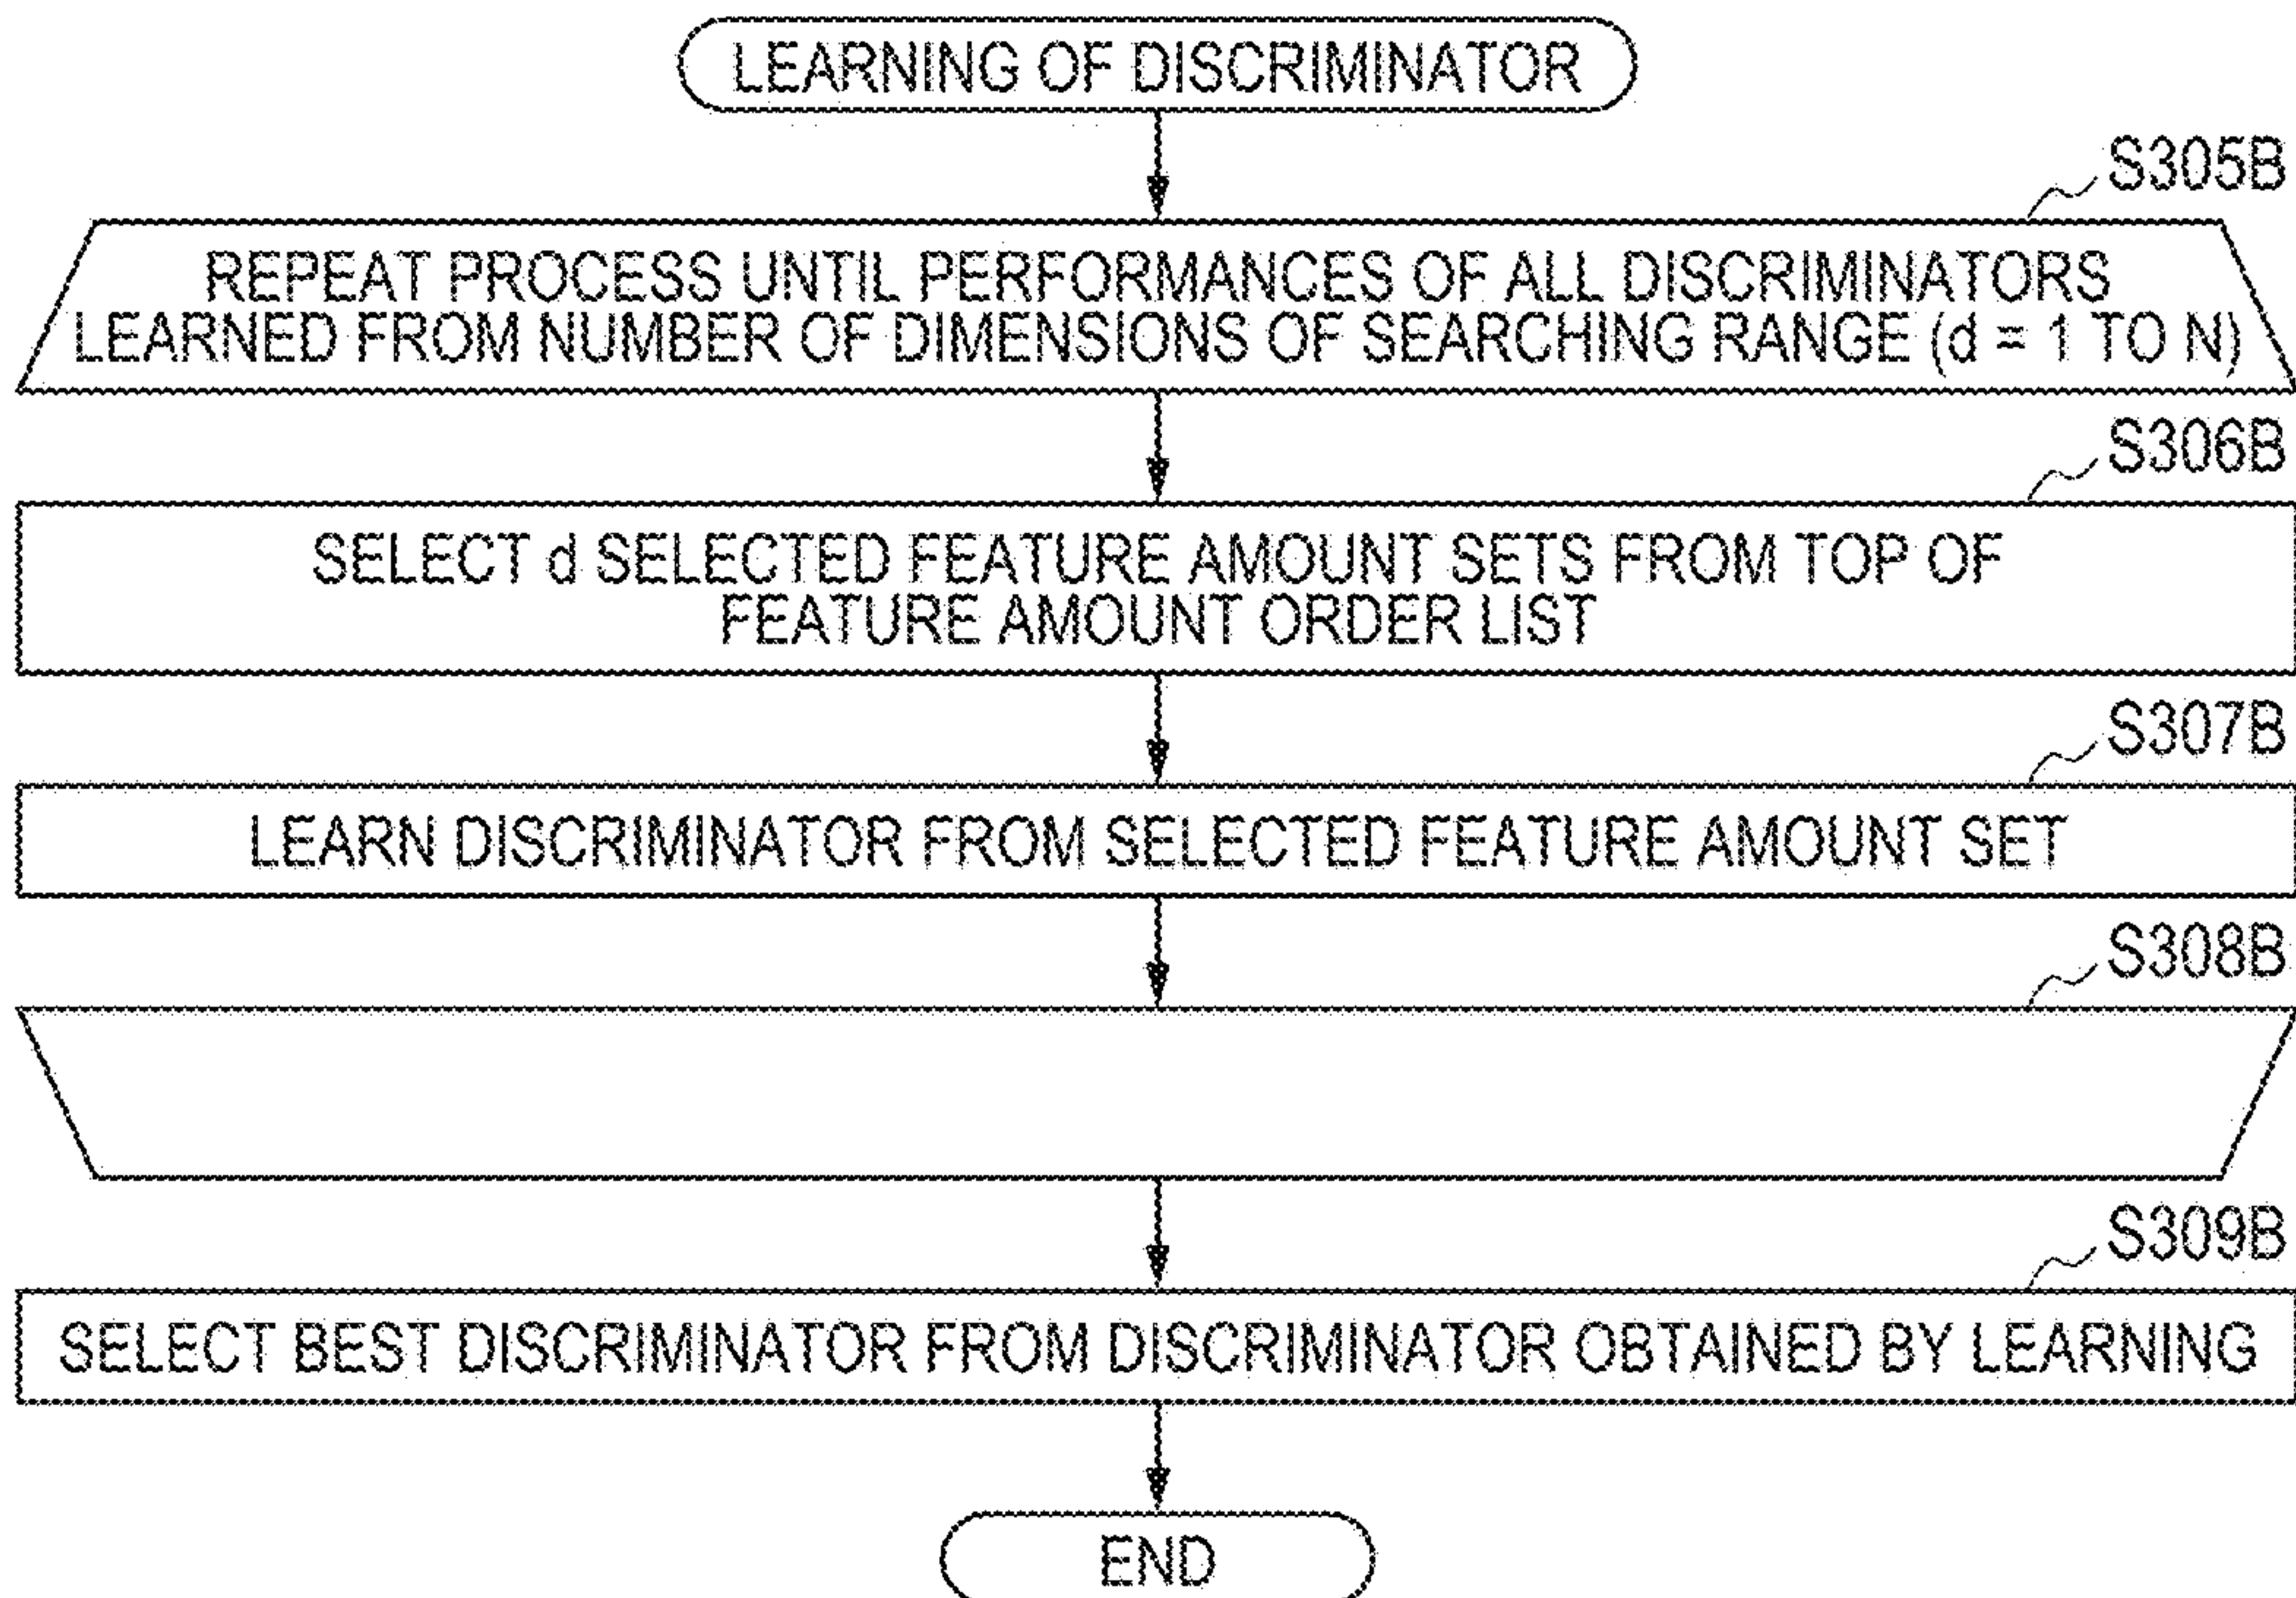 LEARNING OF DISCRIMINATOR
S305B
REPEAT PROCESS UNTIL PERFORMANCES OF ALL DISCRIMINATORS
LEARNED FROM NUMBER OF DIMENSIONS OF SEARCHING RANGE (d = 1 TO N)
S306B
SELECT d SELECTED FEATURE AMOUNT SETS FROM TOP OF
FEATURE AMOUNT ORDER LIST
S307B
LEARN DISCRIMINATOR FROM SELECTED FEATURE AMOUNT SET
S308B
S309B
SELECT BEST DISCRIMINATOR FROM DISCRIMINATOR OBTAINED BY LEARNING
END